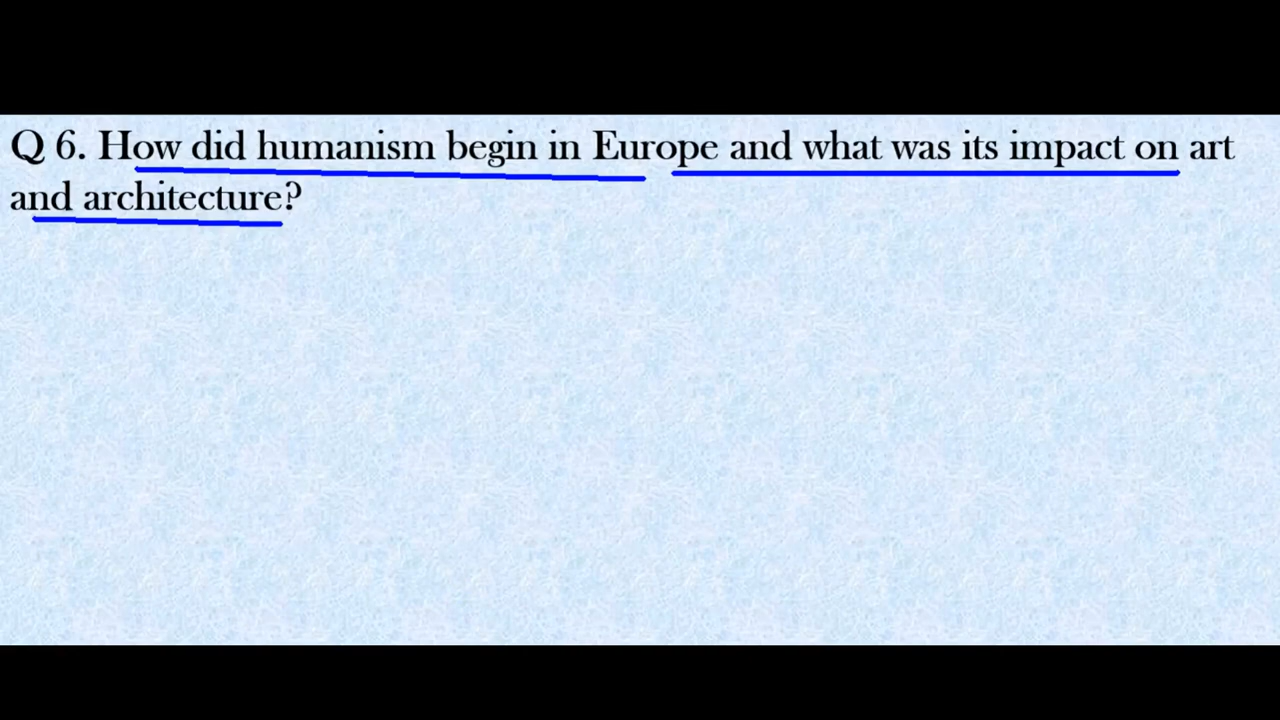 Q 6. How did humanism begin in Europe and what was its impact on art
and architecture?